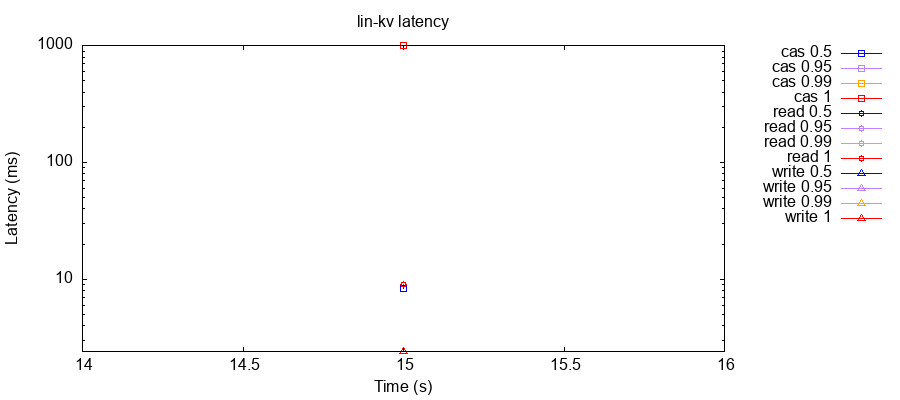 lin-kv latency
1000
100
10
Latency (ms)
14
14.5
15
15.5
16
Time (s)
cas 0.5
cas 0.95
cas 0.99
cas 1
read 0.5
read 0.95
read 0.99
read 1
write 0.5
write 0.95
write 0.99
write 1